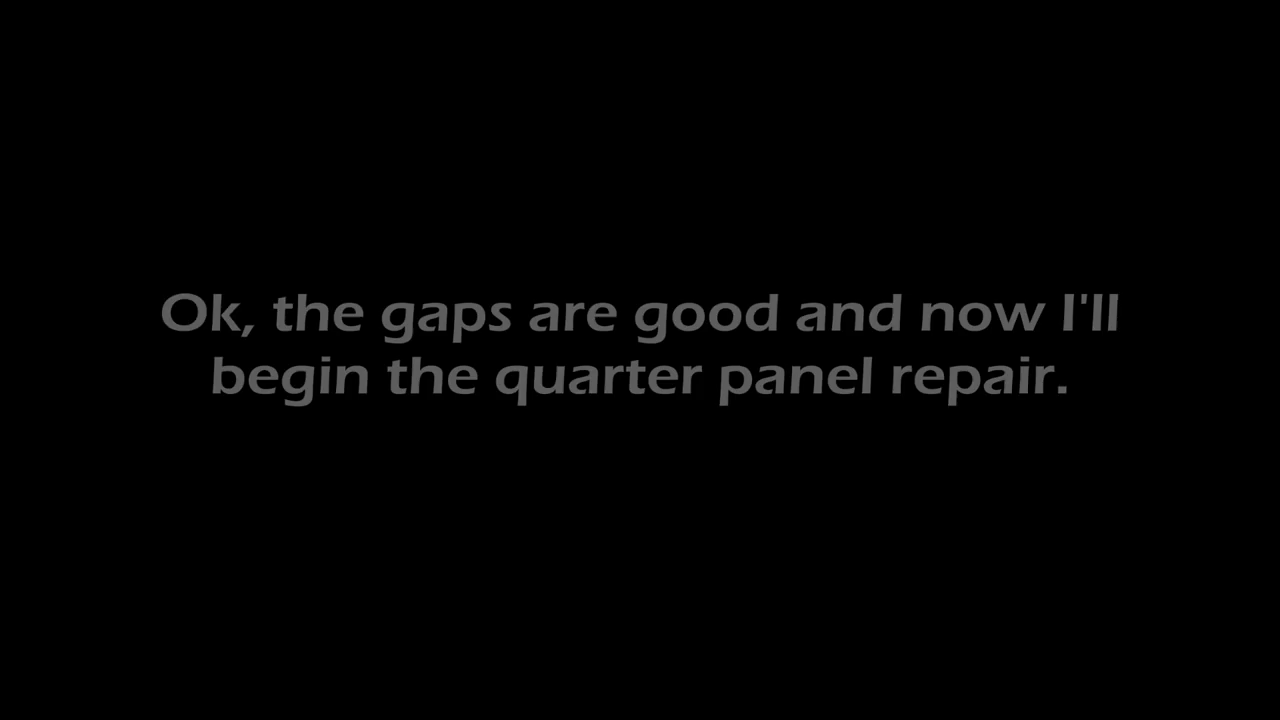 Ok, the gaps are good and now I'll
begin the quarter panel repair.